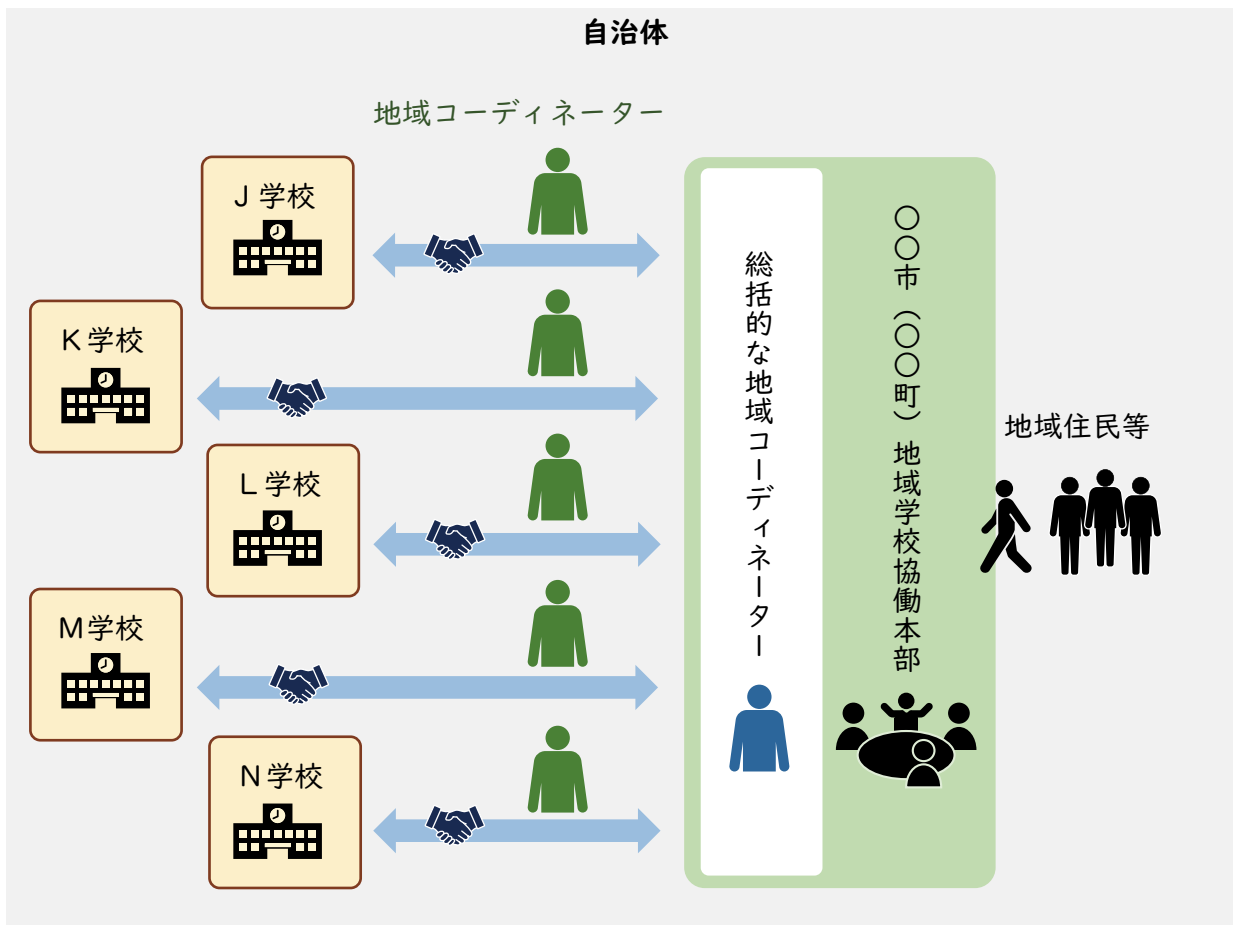 自治体
地域コーディネーター
J 学校
K 学校
L 学校
M 学校
N 学校
総括的な地域コーディネーター
〇〇市（〇〇町）地域学校協働本部
地域住民等